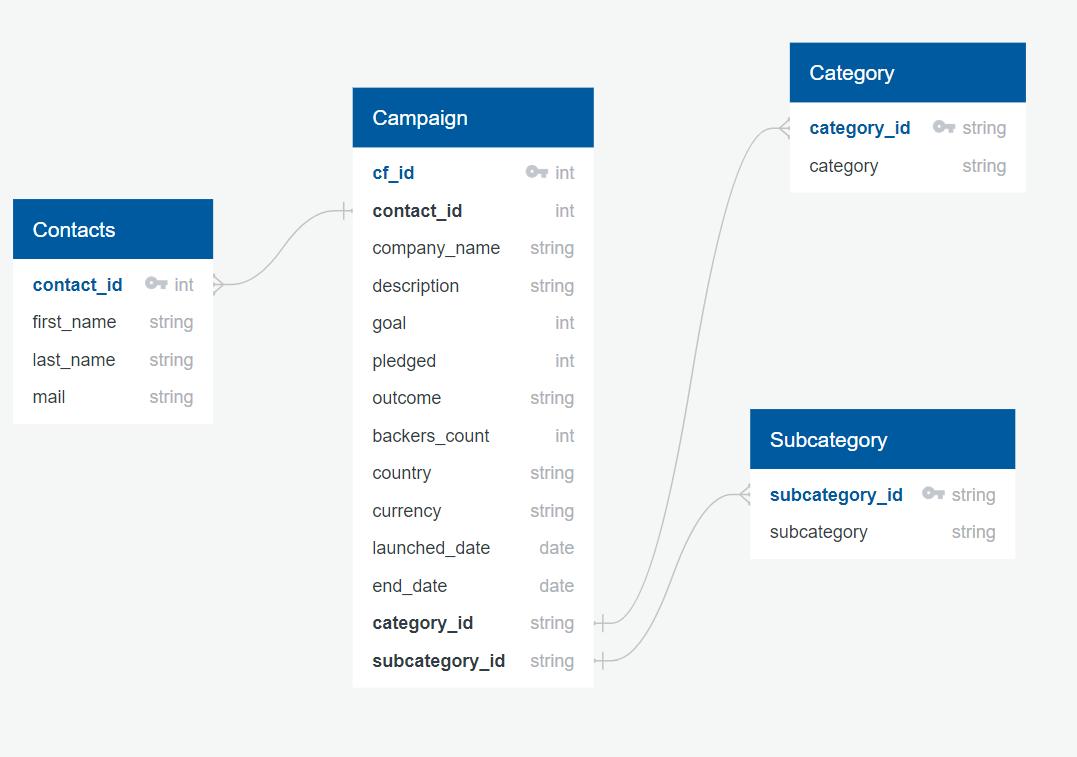 Contacts
contact_id int
first_name string
last_name string
mail string
Campaign
cf_id int
contact_id int
company_name string
description string
goal int
pledged int
outcome string
backers_count int
country string
currency string
launched_date date
end_date date
category_id string
subcategory_id string
Category
category_id string
category string
Subcategory
subcategory_id string
subcategory string